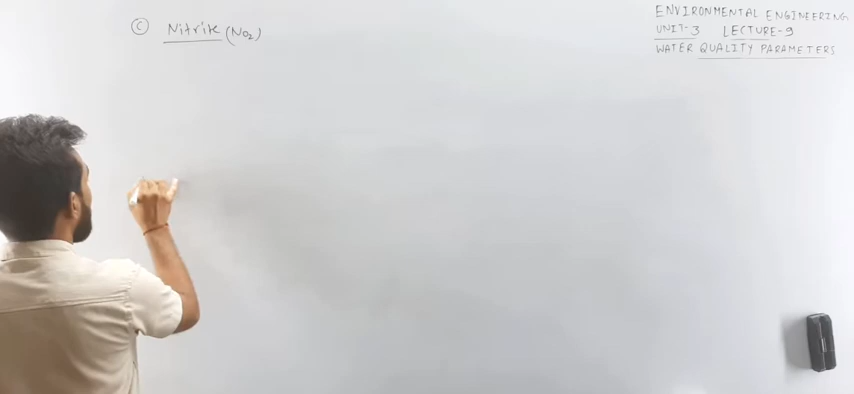 ENVIRONMENTAL ENGINEERING
UNIT-3 LECTURE-9
WATER QUALITY PARAMETERS
© Nitrite (NO2)